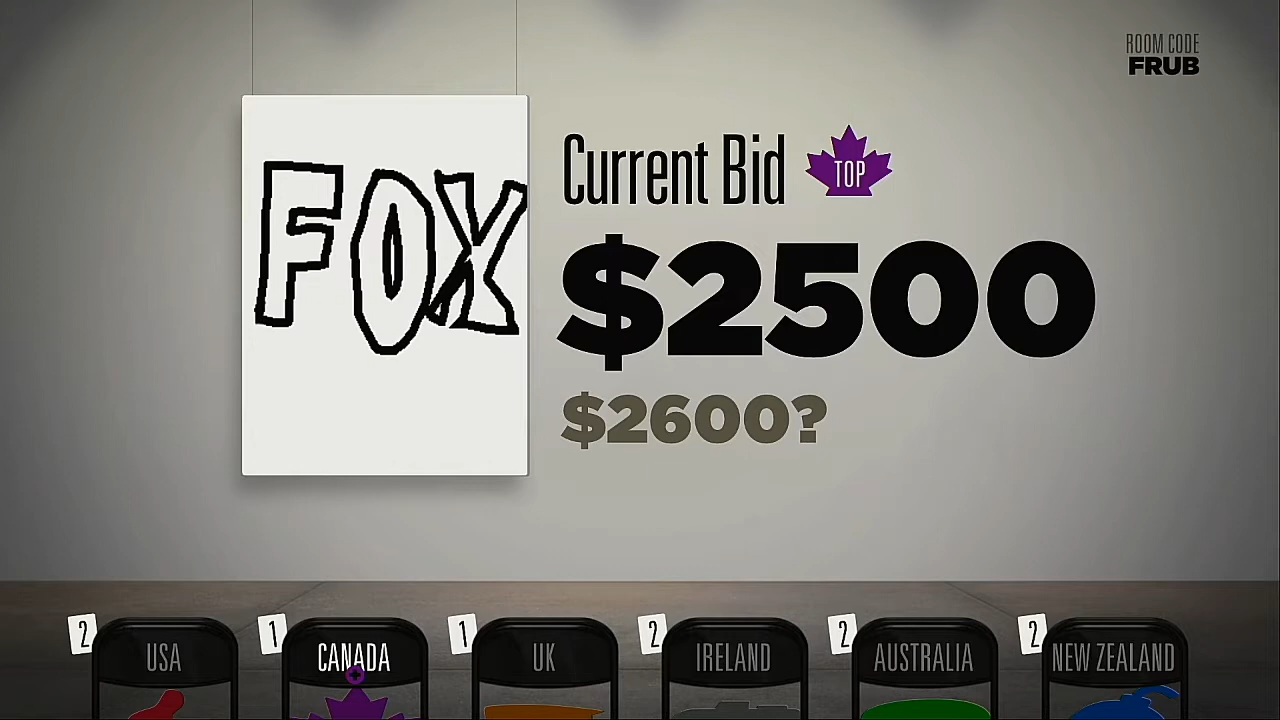 ROOM CODE
FRUB
FOX
Current Bid TOP
$2500
$2600?
2 1 1 2 2 2
USA CANADA UK IRELAND AUSTRALIA NEW ZEALAND